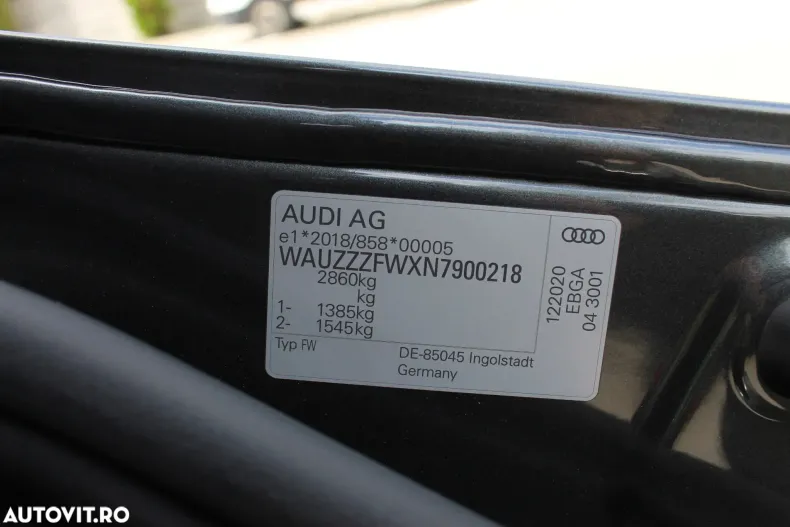 AUDI AG
e1*2018/858*00005
WAUZZZFWXN7900218
2860kg
kg
1- 1385kg
2- 1545kg
Typ FW
DE-85045 Ingolstadt
Germany
122020
EBGA
04 3001
AUTOVIT.RO